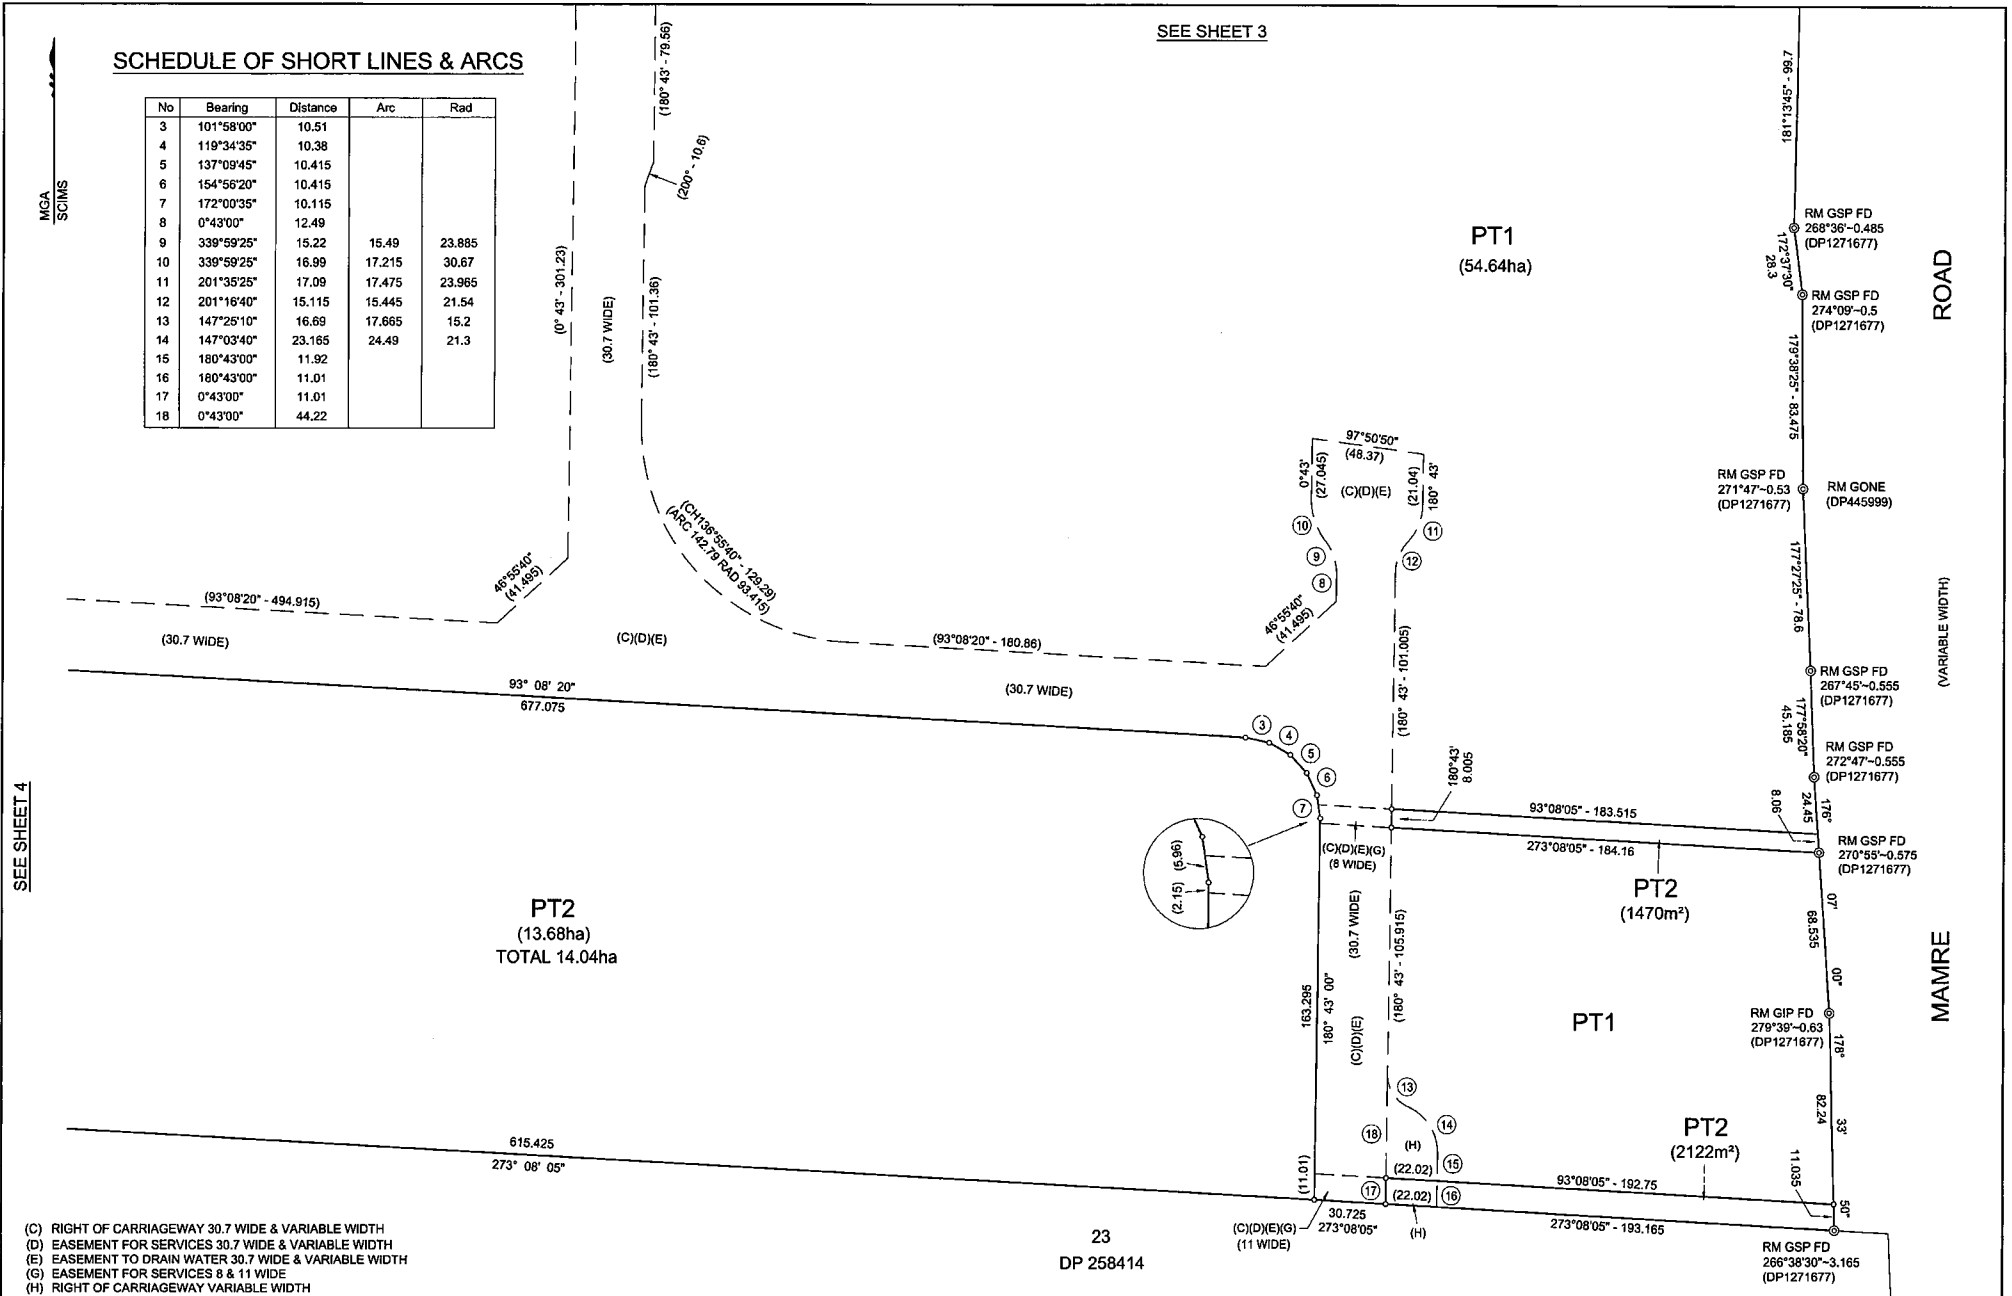 SEE SHEET 3
SCHEDULE OF SHORT LINES & ARCS
No Bearing Distance Arc Rad
3 101°58'00" 10.51
4 119°34'35" 10.38
5 137°09'45" 10.415
6 154°56'20" 10.415
7 172°00'35" 10.115
8 0°43'00" 12.49
9 339°59'25" 15.22 15.49 23.885
10 339°59'25" 16.99 17.215 30.67
11 201°35'25" 17.09 17.475 23.965
12 201°16'40" 15.115 15.445 21.54
13 147°25'10" 16.69 17.665 15.2
14 147°03'40" 23.165 24.49 21.3
15 180°43'00" 11.92
16 180°43'00" 11.01
17 0°43'00" 11.01
18 0°43'00" 44.22
MGA
SCIMS
(180° 43' - 79.56)
(200° - 10.6)
(0° 43' - 301.23)
(30.7 WIDE)
(180° 43' - 101.36)
PT1
(54.64ha)
181°13'45" - 99.7
RM GSP FD
268°36'~0.485
(DP1271677)
172°37'30"
28.3
RM GSP FD
274°09'~0.5
(DP1271677)
ROAD
179°38'25" - 83.475
RM GSP FD
271°47'~0.53
(DP1271677)
RM GONE
(DP445999)
97°50'50"
(48.37)
0°43'
(27.045)
(C)(D)(E)
(21.04)
180° 43'
10
11
9
12
8
(CH136°55'40" - 129.29)
(ARC 142.79 RAD 93.415)
46°55'40"
(41.495)
46°55'40"
(41.495)
177°27'25" - 78.6
(VARIABLE WIDTH)
(93°08'20" - 494.915)
(30.7 WIDE)
(C)(D)(E)
(93°08'20" - 180.86)
(30.7 WIDE)
(180° 43' - 101.005)
RM GSP FD
267°45'~0.555
(DP1271677)
93° 08' 20"
677.075
177°58'20"
45.185
3
4
5
6
7
180°43'
8.005
RM GSP FD
272°47'~0.555
(DP1271677)
SEE SHEET 4
93°08'05" - 183.515
8.06
24.45
176°
273°08'05" - 184.16
RM GSP FD
270°55'~0.575
(DP1271677)
(C)(D)(E)(G)
(8 WIDE)
(5.96)
(2.15)
PT2
(1470m²)
07'
68.535
00"
PT2
(13.68ha)
TOTAL 14.04ha
(30.7 WIDE)
(180° 43' - 105.915)
163.295
180° 43' 00"
(C)(D)(E)
PT1
MAMRE
RM GIP FD
279°39'~0.63
(DP1271677)
178°
82.24
33'
13
14
18
(H)
15
PT2
(2122m²)
615.425
273° 08' 05"
(11.01)
(22.02)
93°08'05" - 192.75
11.035
50"
17
(22.02)
16
30.725
273°08'05"
(H)
273°08'05" - 193.165
(C)(D)(E)(G)
(11 WIDE)
23
DP 258414
RM GSP FD
266°38'30"~3.165
(DP1271677)
(C) RIGHT OF CARRIAGEWAY 30.7 WIDE & VARIABLE WIDTH
(D) EASEMENT FOR SERVICES 30.7 WIDE & VARIABLE WIDTH
(E) EASEMENT TO DRAIN WATER 30.7 WIDE & VARIABLE WIDTH
(G) EASEMENT FOR SERVICES 8 & 11 WIDE
(H) RIGHT OF CARRIAGEWAY VARIABLE WIDTH